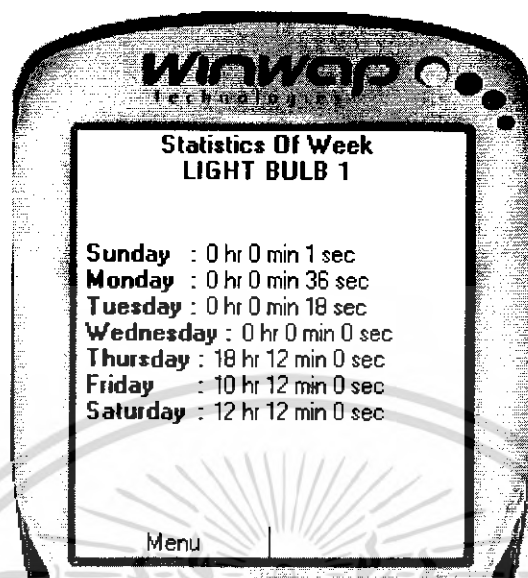 winwap
technologies
Statistics Of Week
LIGHT BULB 1
Sunday : 0 hr 0 min 1 sec
Monday : 0 hr 0 min 36 sec
Tuesday : 0 hr 0 min 18 sec
Wednesday : 0 hr 0 min 0 sec
Thursday : 18 hr 12 min 0 sec
Friday : 10 hr 12 min 0 sec
Saturday : 12 hr 12 min 0 sec
Menu